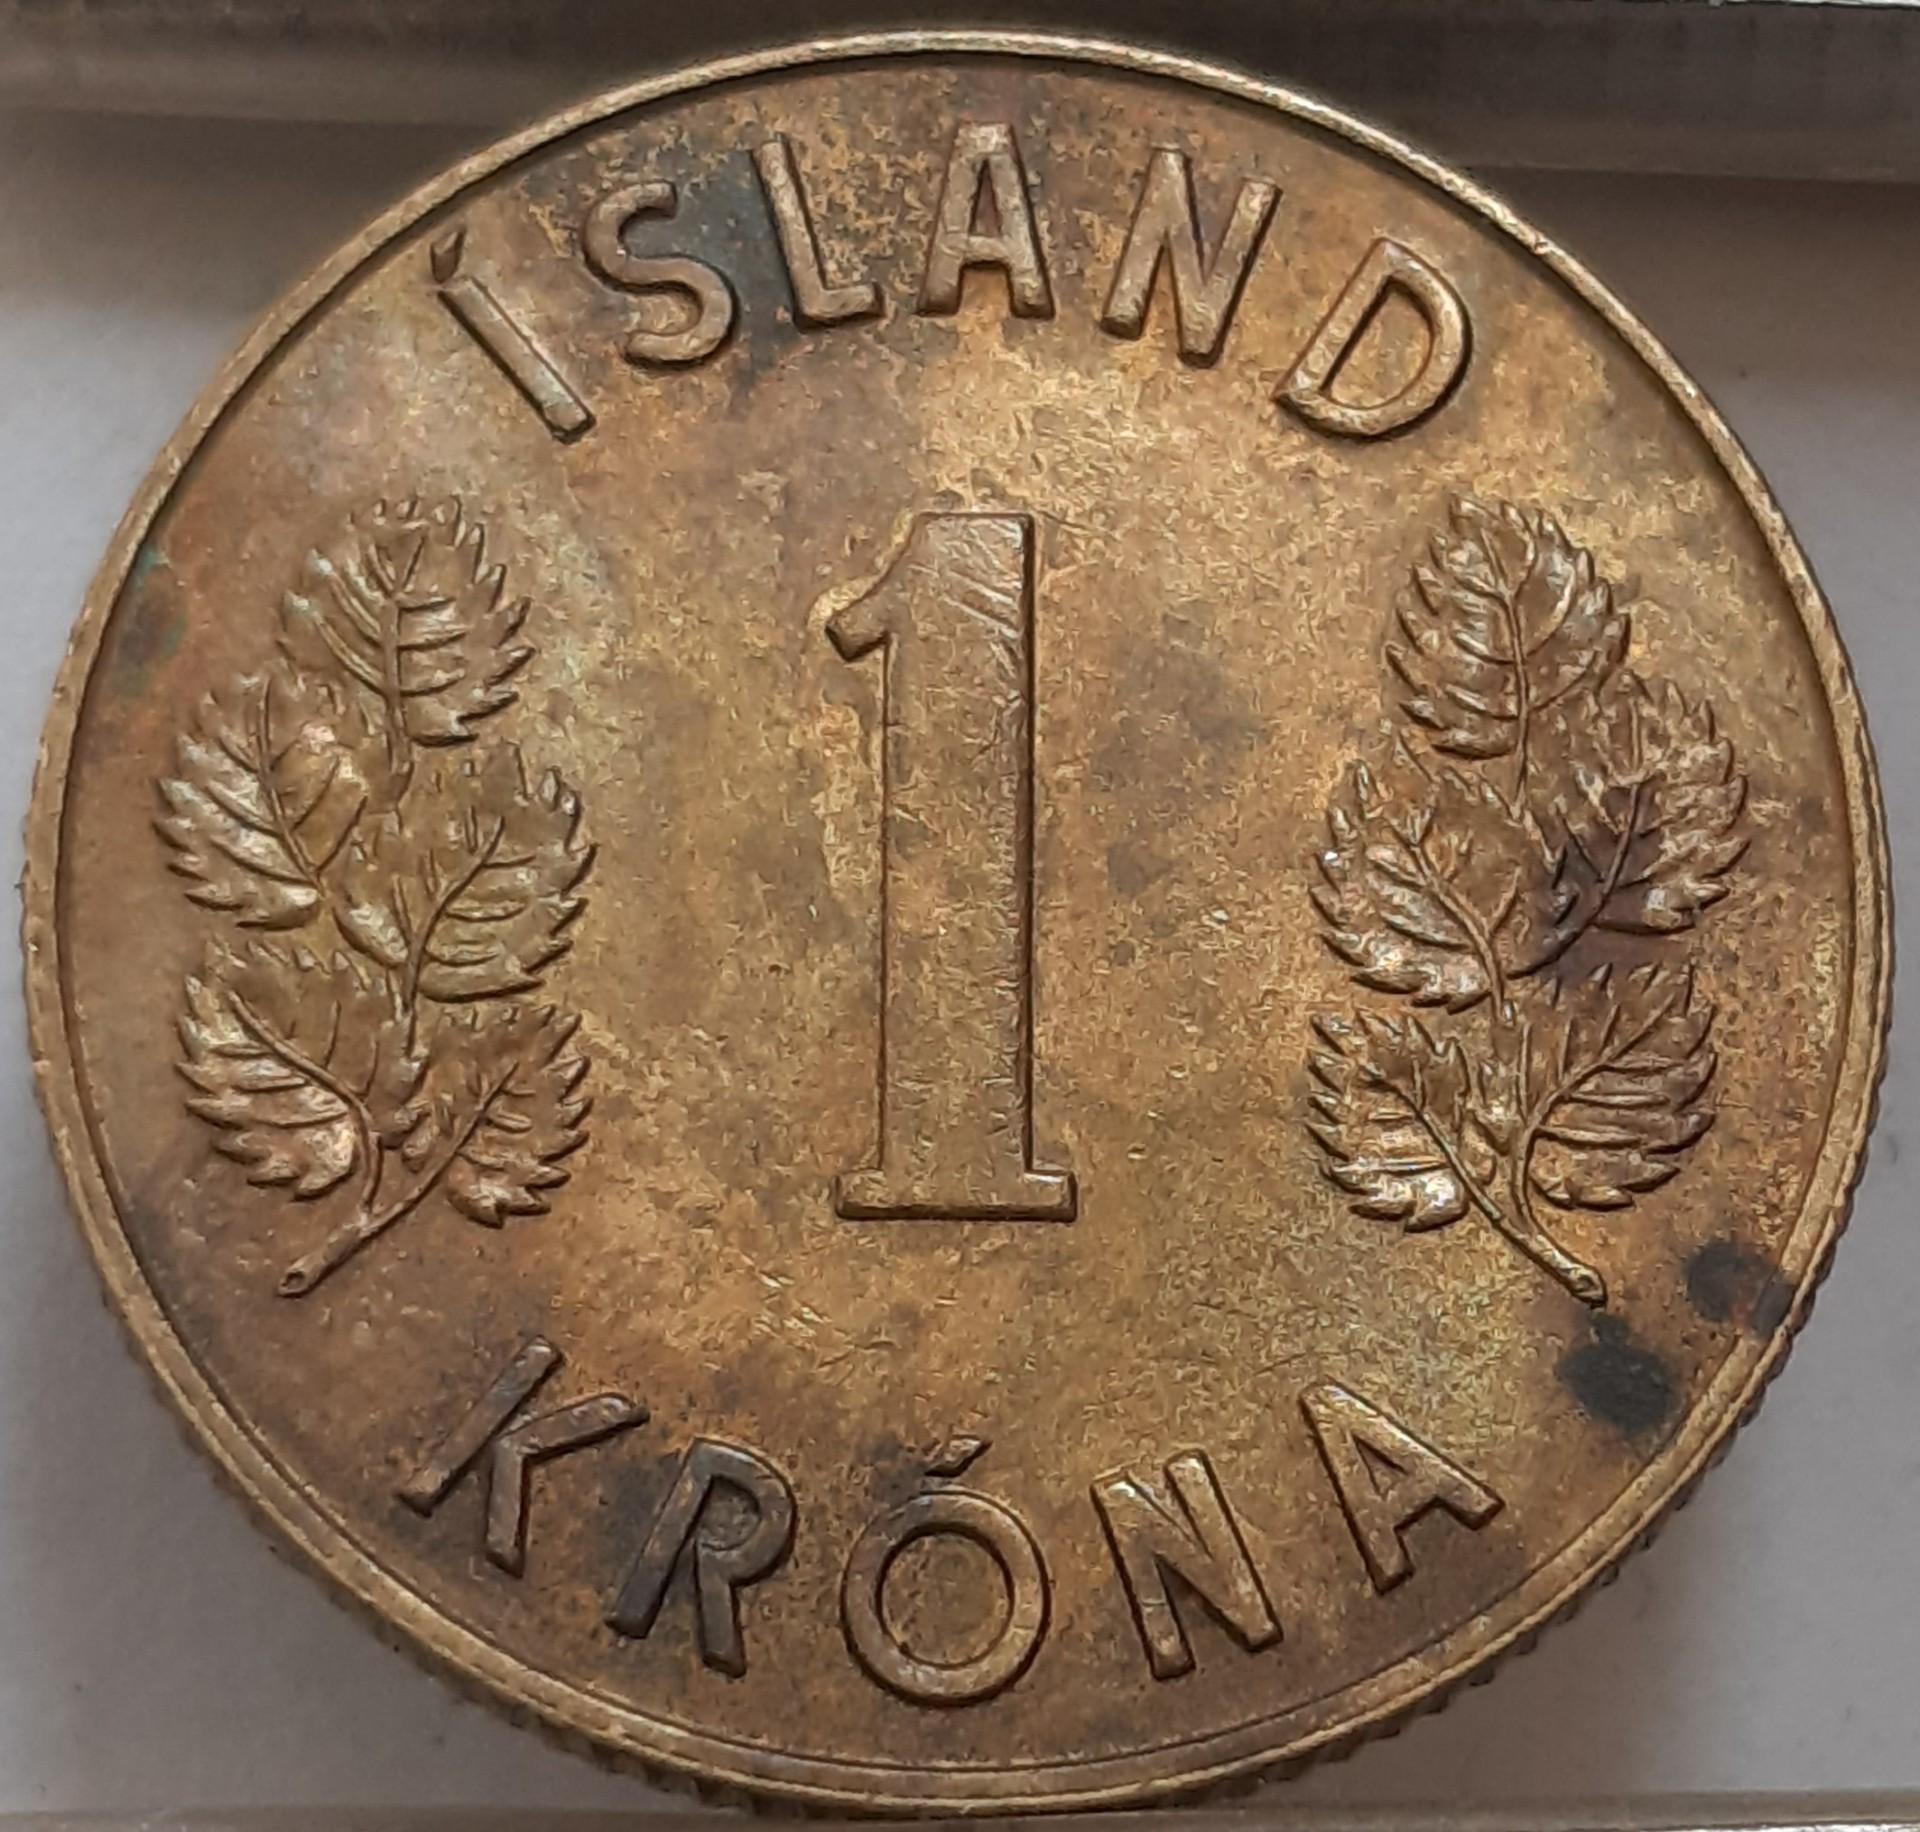 ÍSLAND
1
KRÓNA